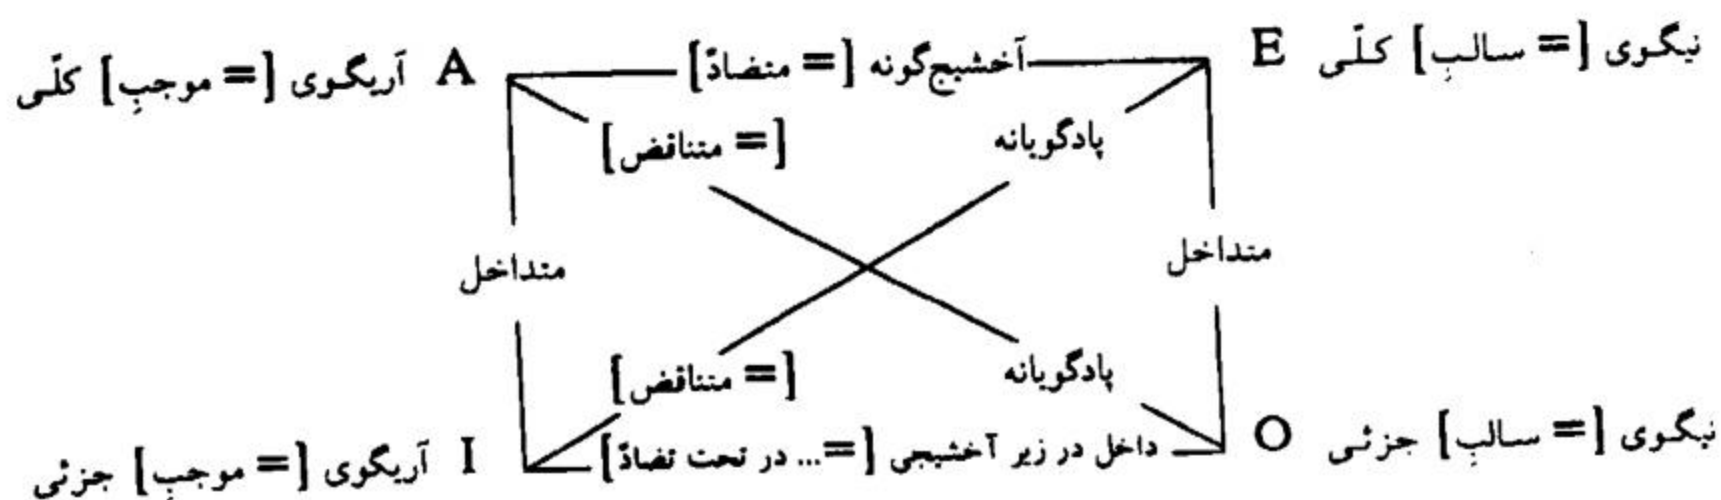 نیگوی [= سالبِ] کلّی E آخشیج‌گونه [= متضادّ] A آریگوی [= موجبِ] کلّی
پادگویانه [= متناقض]
متداخل متداخل
پادگویانه [= متناقض]
نیگوی [= سالبِ] جزئی O داخل در زیر آخشیجی [=... در تحت تضادّ] I آریگوی [= موجبِ] جزئی